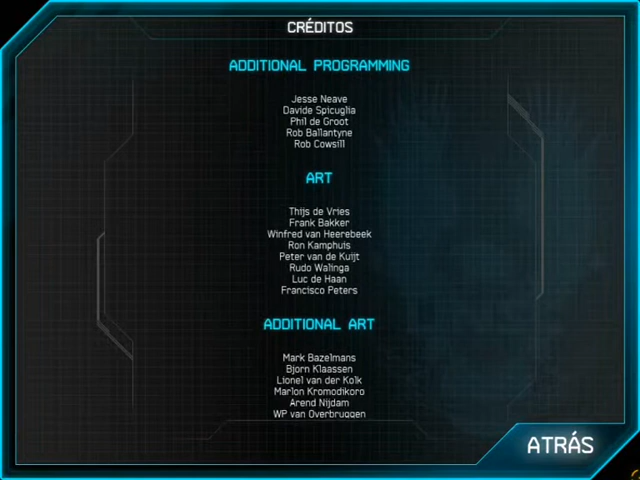 CRÉDITOS
ADDITIONAL PROGRAMMING
Jesse Neave
Davide Spicuglia
Phil de Groot
Rob Ballantyne
Rob Cowsill
ART
Thijs de Vries
Frank Bakker
Winfred van Heerebeek
Ron Kamphuis
Peter van de Kuijt
Rudo Walinga
Luc de Haan
Francisco Peters
ADDITIONAL ART
Mark Bazelmans
Bjorn Klaassen
Lionel van der Kolk
Marlon Kromodikoro
Arend Nijdam
WP van Overbruggen
ATRÁS